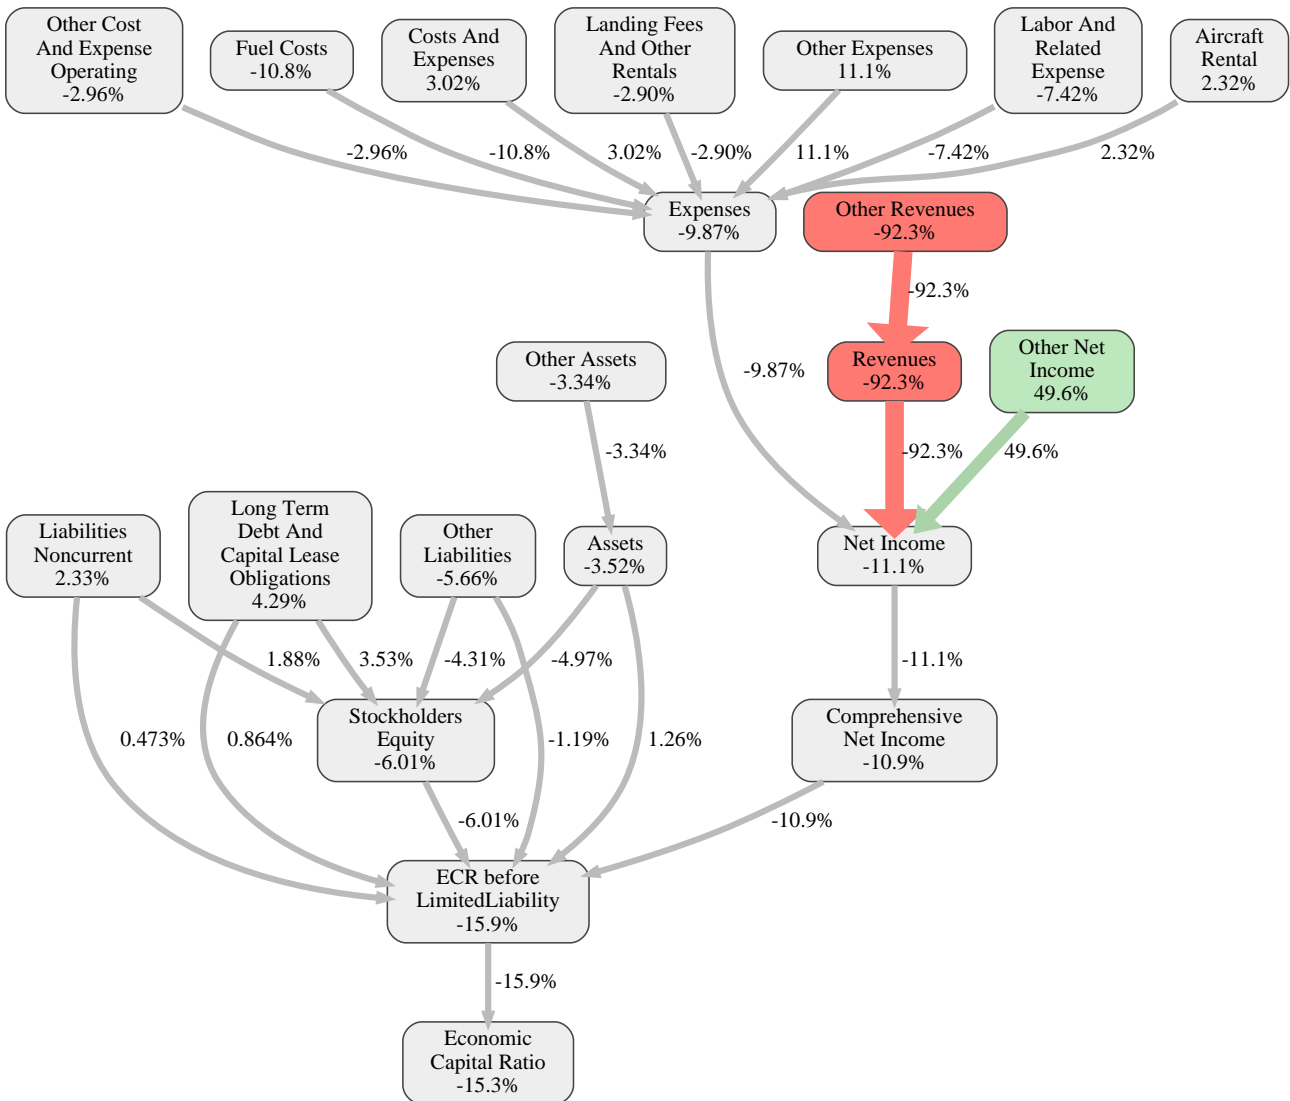 Other Cost
And Expense
Operating
-2.96%
Fuel Costs
-10.8%
Costs And
Expenses
3.02%
Landing Fees
And Other
Rentals
-2.90%
Other Expenses
11.1%
Labor And
Related
Expense
-7.42%
Aircraft
Rental
2.32%
-2.96%
-10.8%
3.02%
-2.90%
11.1%
-7.42%
2.32%
Expenses
-9.87%
Other Revenues
-92.3%
-92.3%
Other Assets
-3.34%
-9.87%
Revenues
-92.3%
Other Net
Income
49.6%
-3.34%
-92.3%
49.6%
Liabilities
Noncurrent
2.33%
Long Term
Debt And
Capital Lease
Obligations
4.29%
Other
Liabilities
-5.66%
Assets
-3.52%
Net Income
-11.1%
1.88%
3.53%
-4.31%
-4.97%
-11.1%
0.473%
0.864%
Stockholders
Equity
-6.01%
-1.19%
1.26%
Comprehensive
Net Income
-10.9%
-6.01%
-10.9%
ECR before
LimitedLiability
-15.9%
-15.9%
Economic
Capital Ratio
-15.3%